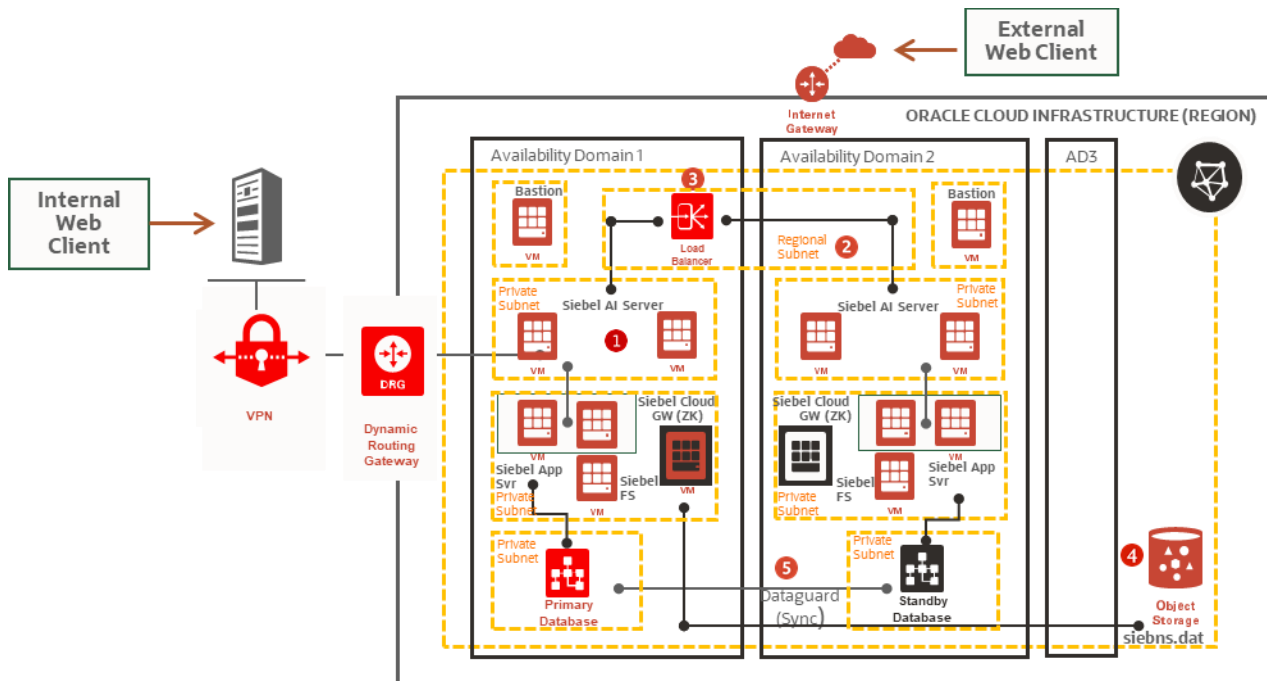 External
Web Client
Internet
Gateway
ORACLE CLOUD INFRASTRUCTURE (REGION)
Internal
Web
Client
VPN
DRG
Dynamic
Routing
Gateway
Availability Domain 1
Availability Domain 2
AD3
Bastion
VM
3
Load
Balancer
Regional
Subnet
2
Bastion
VM
Private
Subnet
Siebel AI Server
VM
1
VM
Siebel AI Server
Private
Subnet
VM
VM
VM
Siebel Cloud
GW (ZK)
VM
Siebel App
Svr
Private
Subnet
Siebel
FS
VM
Siebel Cloud
GW (ZK)
VM
Siebel
FS
Siebel App
Svr
Private
Subnet
VM
Private
Subnet
Primary
Database
5
Dataguard
(Sync)
Private
Subnet
Standby
Database
4
Object
Storage
siebns.dat